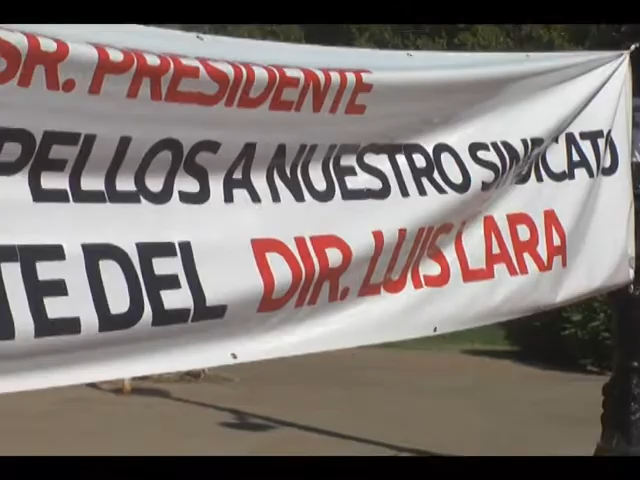 SR. PRESIDENTE
PELLOS A NUESTRO SINDICATO
TE DEL DIR. LUIS LARA